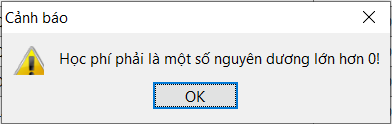 Cảnh báo
Học phí phải là một số nguyên dương lớn hơn 0!
OK